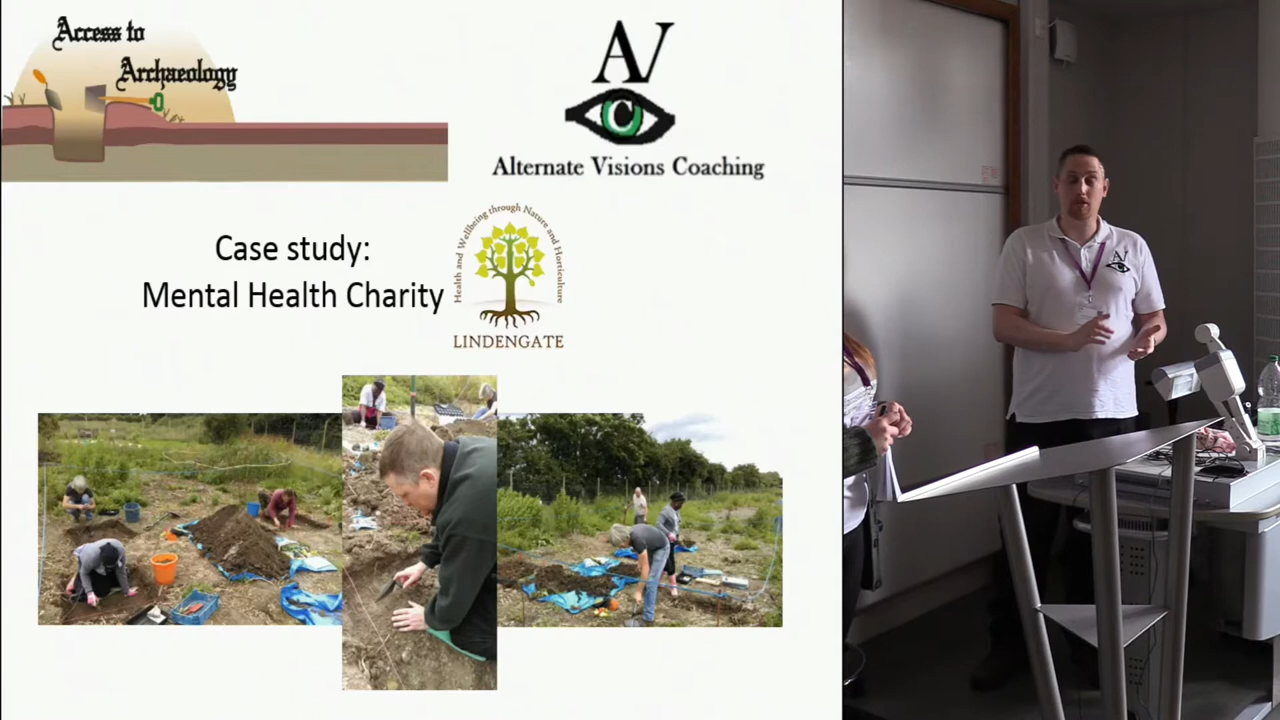 Access to
Archaeology
AV
C
Alternate Visions Coaching
Case study:
Mental Health Charity
Health and Wellbeing through Nature and Horticulture
LINDENGATE
AV